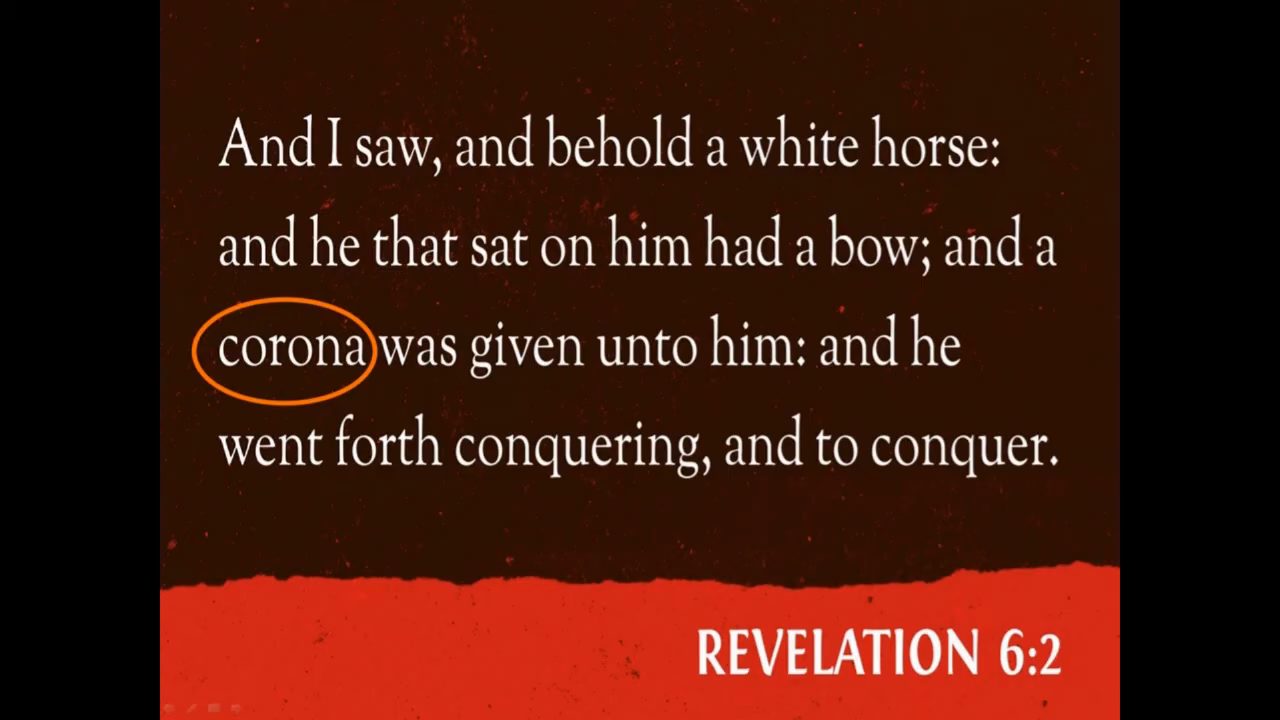 And I saw, and behold a white horse:
and he that sat on him had a bow; and a
corona was given unto him: and he
went forth conquering, and to conquer.
REVELATION 6:2